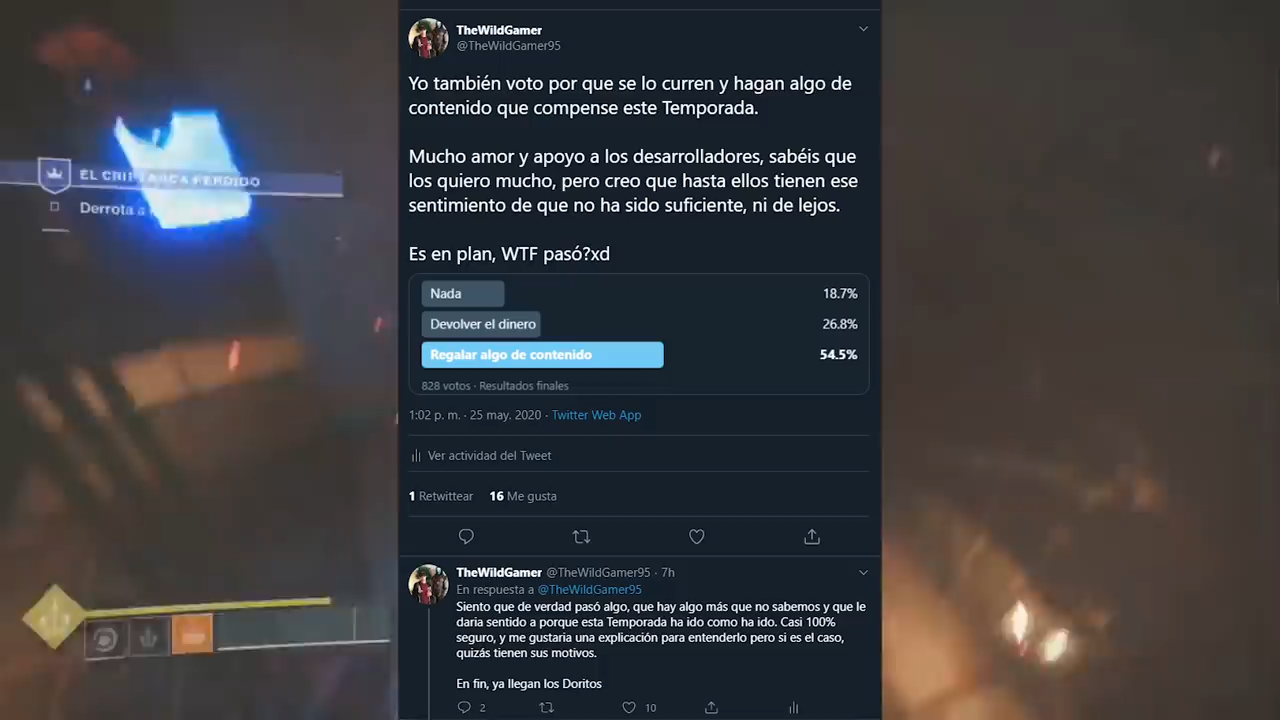 TheWildGamer
@TheWildGamer95
Yo también voto por que se lo curren y hagan algo de
contenido que compense este Temporada.
Mucho amor y apoyo a los desarrolladores, sabéis que
los quiero mucho, pero creo que hasta ellos tienen ese
sentimiento de que no ha sido suficiente, ni de lejos.
Es en plan, WTF pasó?xd
Nada 18.7%
Devolver el dinero 26.8%
Regalar algo de contenido 54.5%
828 votos · Resultados finales
1:02 p. m. · 25 may. 2020 · Twitter Web App
Ver actividad del Tweet
1 Retwittear 16 Me gusta
TheWildGamer @TheWildGamer95 · 7h
En respuesta a @TheWildGamer95
Siento que de verdad pasó algo, que hay algo más que no sabemos y que le
daria sentido a porque esta Temporada ha ido como ha ido. Casi 100%
seguro, y me gustaria una explicación para entenderlo pero si es el caso,
quizás tienen sus motivos.
En fin, ya llegan los Doritos
2 10
EL PERDIDO
Derrota a